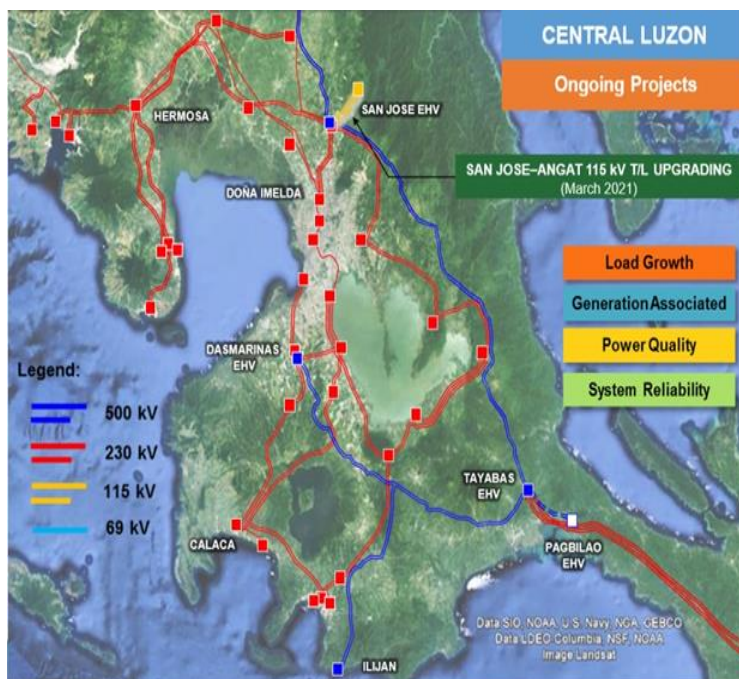 CENTRAL LUZON
Ongoing Projects
SAN JOSE EHV
HERMOSA
SAN JOSE–ANGAT 115 kV T/L UPGRADING
(March 2021)
DOÑA IMELDA
Load Growth
Generation Associated
Power Quality
System Reliability
DASMARINAS
EHV
Legend:
500 kV
230 kV
115 kV
69 kV
TAYABAS
EHV
CALACA
PAGBILAO
EHV
Data SIO, NOAA, U.S. Navy, NGA, GEBCO
Data LDEO Columbia, NSF, NOAA
Image Landsat
ILIJAN